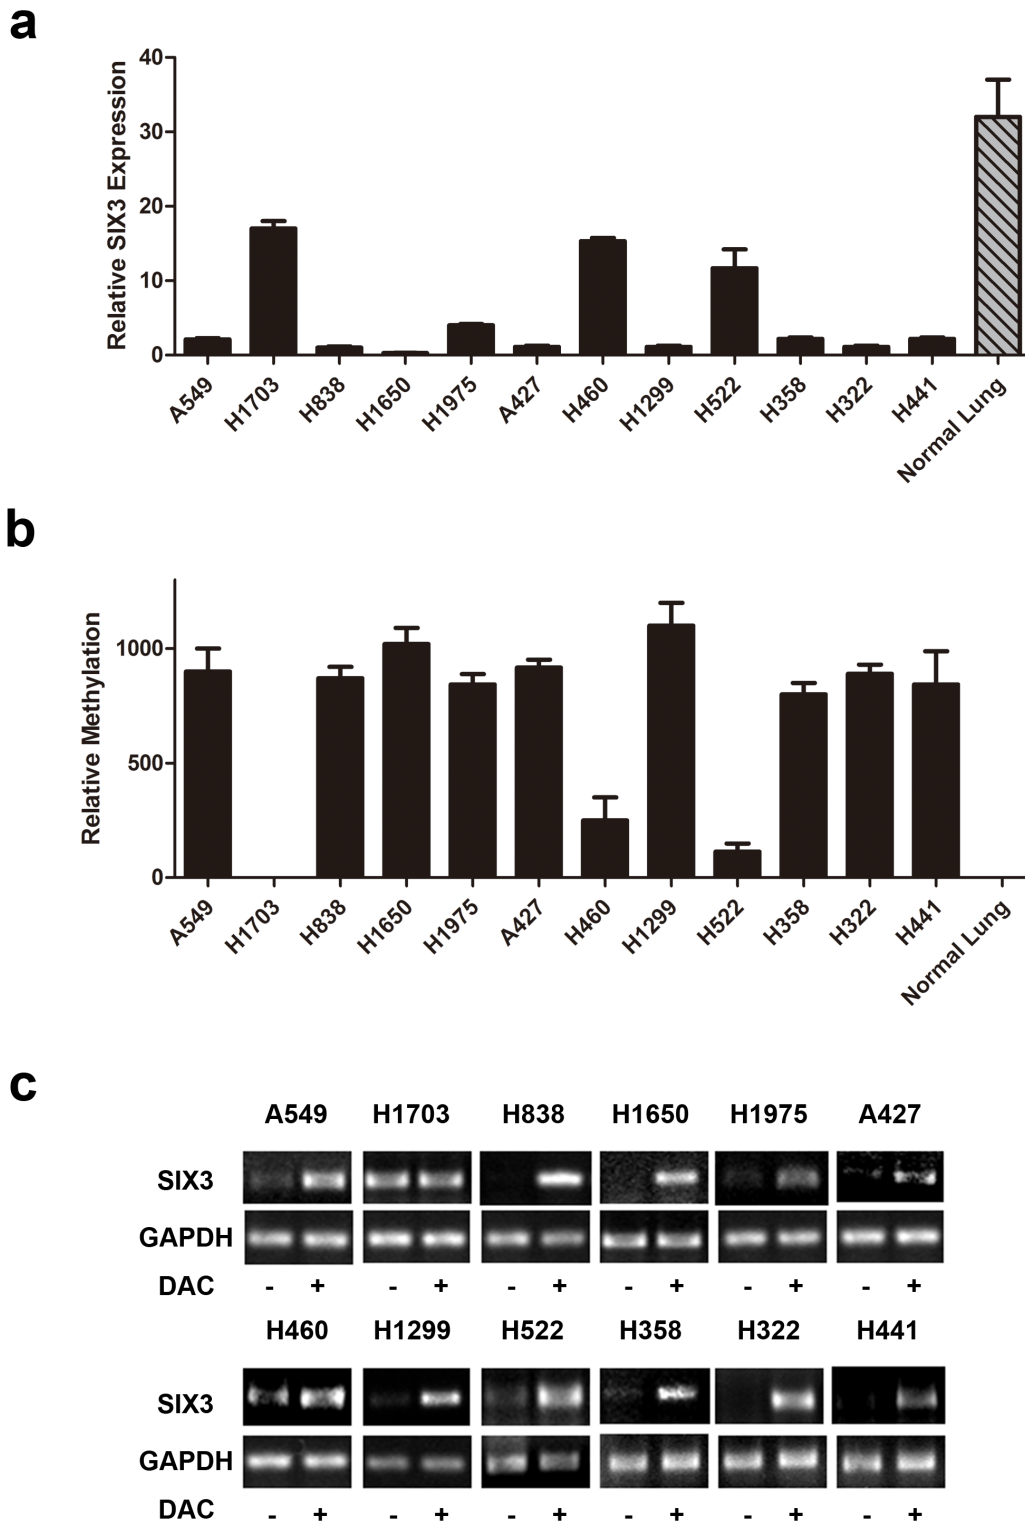 a
Relative SIX3 Expression
40
30
20
10
0
A549 H1703 H838 H1650 H1975 A427 H460 H1299 H522 H358 H322 H441 Normal Lung
b
Relative Methylation
1000
500
0
A549 H1703 H838 H1650 H1975 A427 H460 H1299 H522 H358 H322 H441 Normal Lung
c
A549 H1703 H838 H1650 H1975 A427
SIX3
GAPDH
DAC - + - + - + - + - + - +
H460 H1299 H522 H358 H322 H441
SIX3
GAPDH
DAC - + - + - + - + - + - +